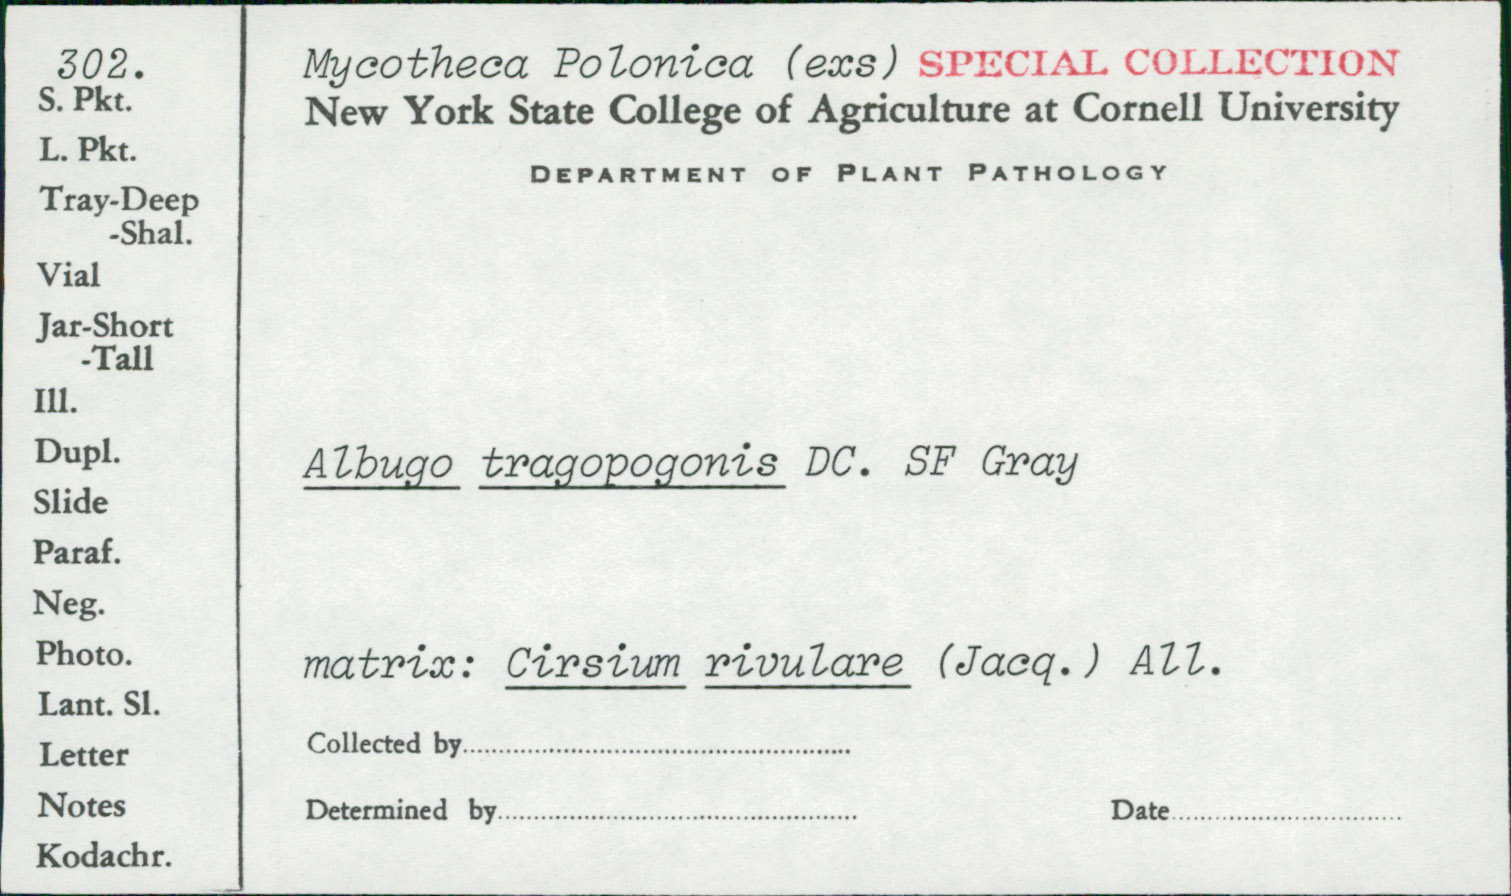 302.
S. Pkt.
L. Pkt.
Tray-Deep
-Shal.
Vial
Jar-Short
-Tall
Ill.
Dupl.
Slide
Paraf.
Neg.
Photo.
Lant. Sl.
Letter
Notes
Kodachr.
Mycotheca Polonica (exs) SPECIAL COLLECTION
New York State College of Agriculture at Cornell University
DEPARTMENT OF PLANT PATHOLOGY
Albugo tragopogonis DC. SF Gray
matrix: Cirsium rivulare (Jacq.) All.
Collected by
Determined by Date